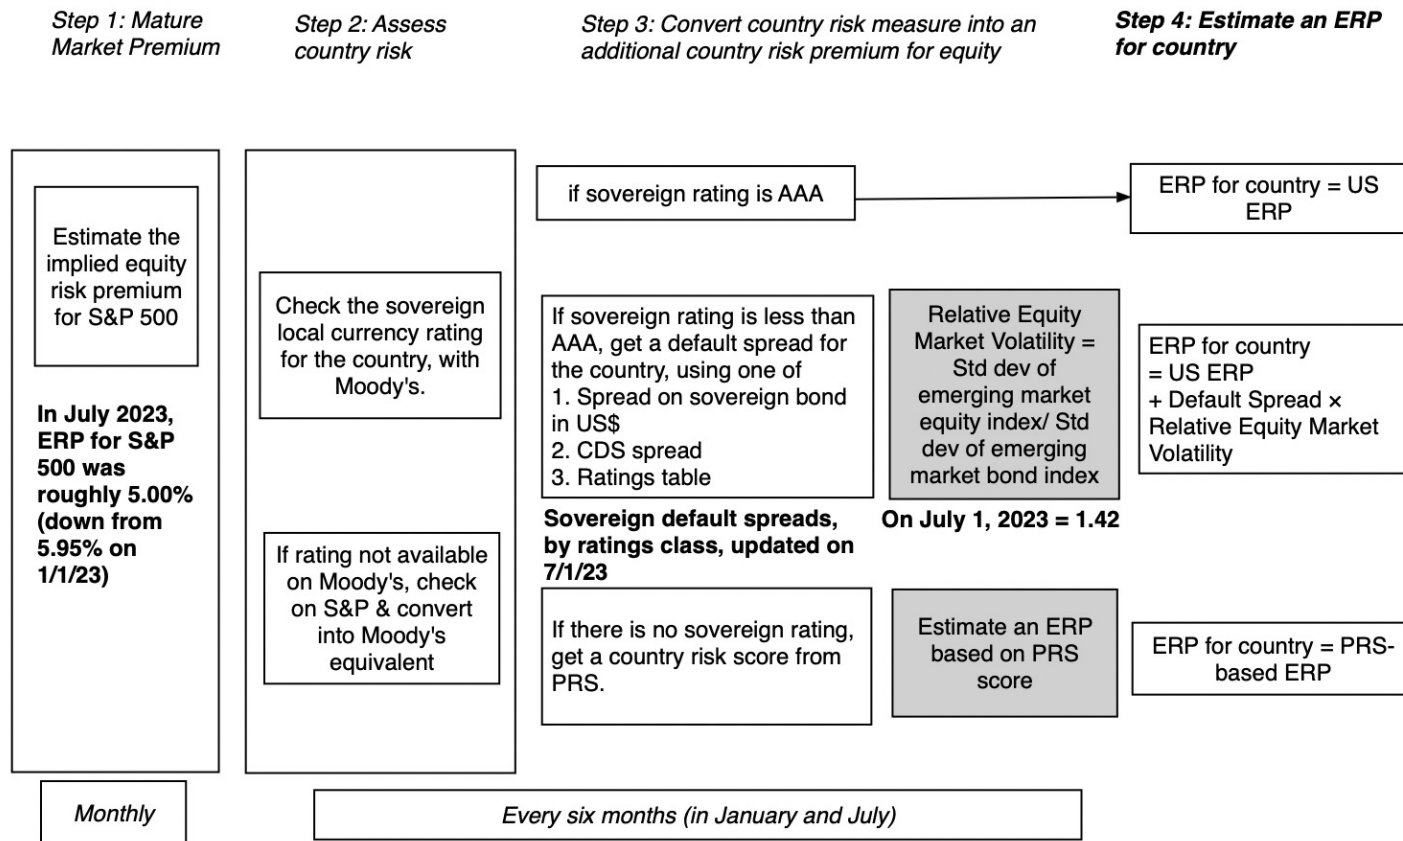 Step 1: Mature
Market Premium
Step 2: Assess
country risk
Step 3: Convert country risk measure into an
additional country risk premium for equity
Step 4: Estimate an ERP
for country
Estimate the
implied equity
risk premium
for S&P 500
In July 2023,
ERP for S&P
500 was
roughly 5.00%
(down from
5.95% on
1/1/23)
Monthly
Check the sovereign
local currency rating
for the country, with
Moody's.
If rating not available
on Moody's, check
on S&P & convert
into Moody's
equivalent
if sovereign rating is AAA
ERP for country = US
ERP
If sovereign rating is less than
AAA, get a default spread for
the country, using one of
1. Spread on sovereign bond
in US$
2. CDS spread
3. Ratings table
Sovereign default spreads,
by ratings class, updated on
7/1/23
Relative Equity
Market Volatility =
Std dev of
emerging market
equity index/ Std
dev of emerging
market bond index
On July 1, 2023 = 1.42
ERP for country
= US ERP
+ Default Spread ×
Relative Equity Market
Volatility
If there is no sovereign rating,
get a country risk score from
PRS.
Estimate an ERP
based on PRS
score
ERP for country = PRS-
based ERP
Every six months (in January and July)